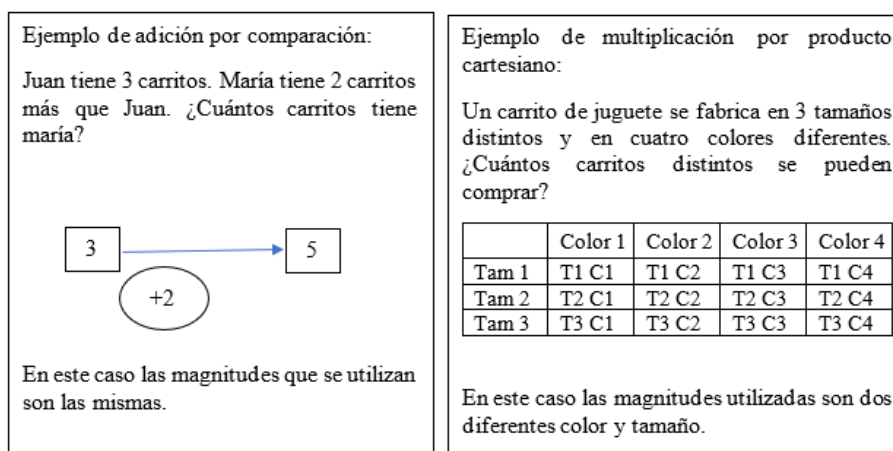 Ejemplo de adición por comparación:
Juan tiene 3 carritos. María tiene 2 carritos
más que Juan. ¿Cuántos carritos tiene
maría?
3
5
+2
En este caso las magnitudes que se utilizan
son las mismas.
Ejemplo de multiplicación por producto
cartesiano:
Un carrito de juguete se fabrica en 3 tamaños
distintos y en cuatro colores diferentes.
¿Cuántos carritos distintos se pueden
comprar?
Color 1 Color 2 Color 3 Color 4
Tam 1 T1 C1 T1 C2 T1 C3 T1 C4
Tam 2 T2 C1 T2 C2 T2 C3 T2 C4
Tam 3 T3 C1 T3 C2 T3 C3 T3 C4
En este caso las magnitudes utilizadas son dos
diferentes color y tamaño.